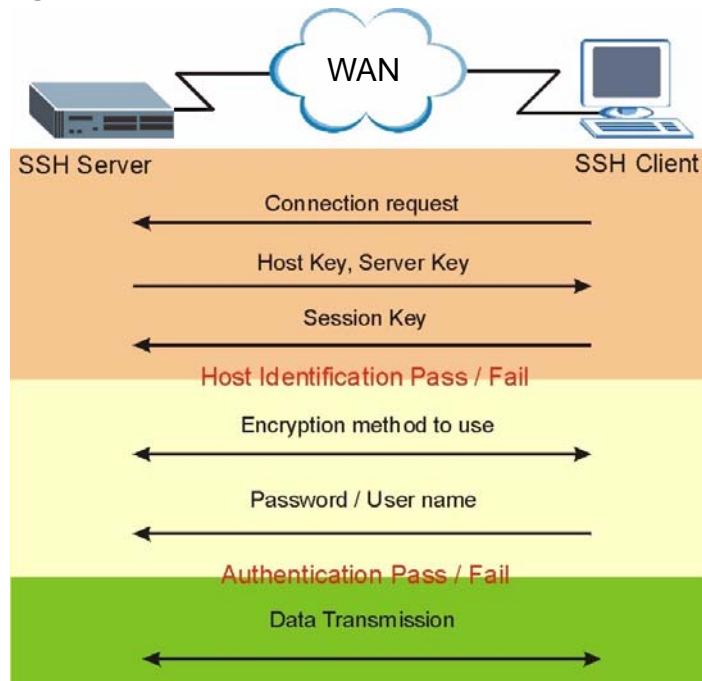 WAN
SSH Server
SSH Client
Connection request
Host Key, Server Key
Session Key
Host Identification Pass / Fail
Encryption method to use
Password / User name
Authentication Pass / Fail
Data Transmission